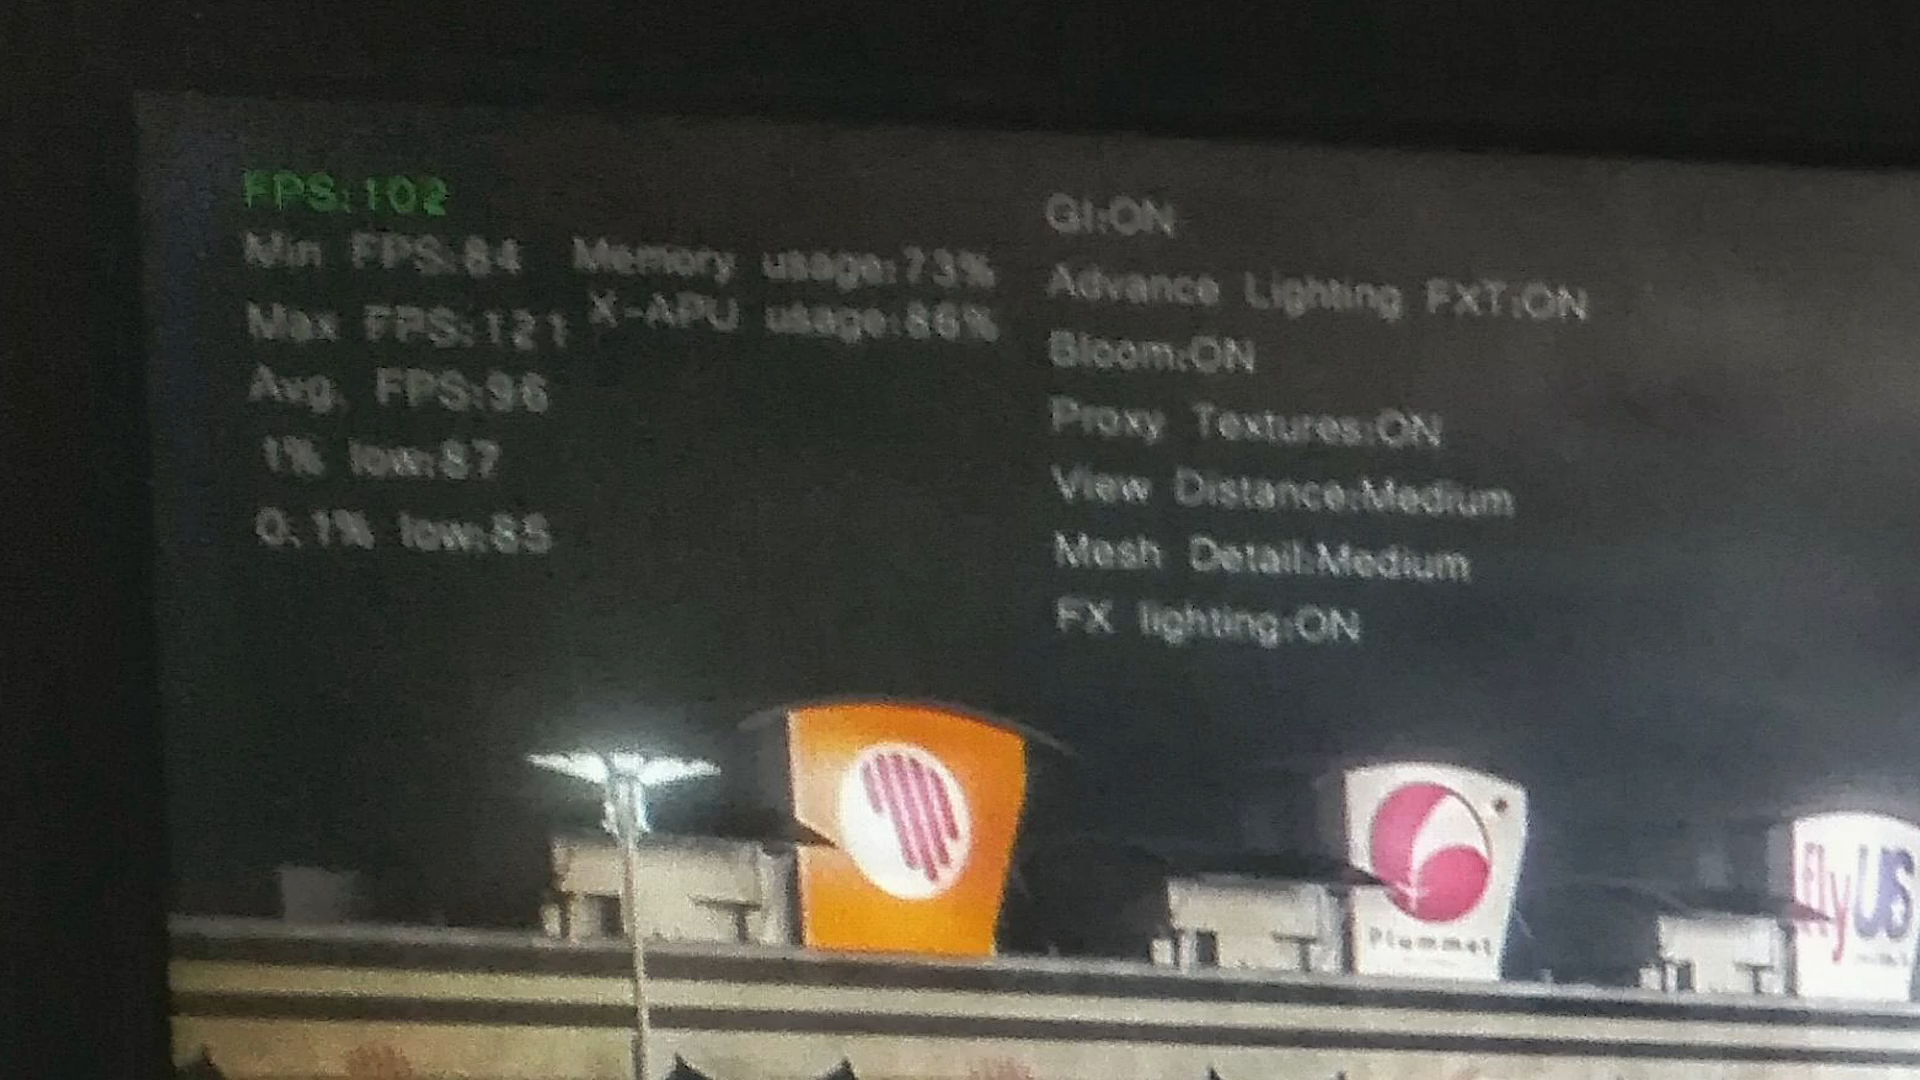 FPS:102
Min FPS:84
Max FPS:121
Avg. FPS:96
1% low:87
0.1% low:85
Memory usage:73%
X-APU usage:86%
GI:ON
Advance Lighting FXT:ON
Bloom:ON
Proxy Textures:ON
View Distance:Medium
Mesh Detail:Medium
FX lighting:ON
Plummet
FlyUS